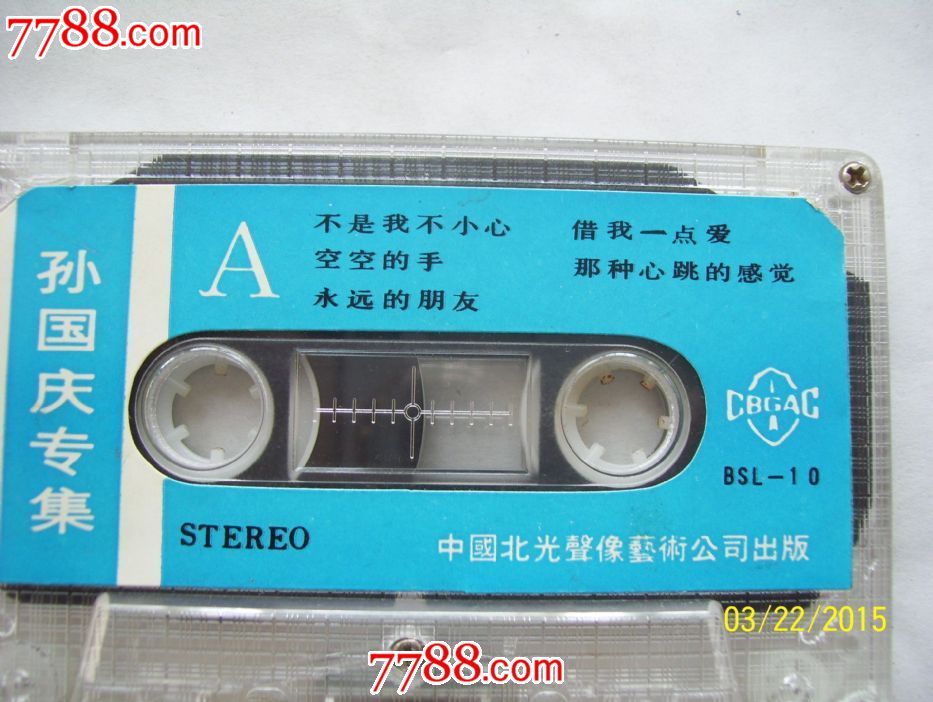 7788.com
孙国庆专集
A
不是我不小心
空空的手
永远的朋友
借我一点爱
那种心跳的感觉
CBGAC
A
BSL-10
STEREO
中國北光聲像藝術公司出版
03/22/2015
7788.com